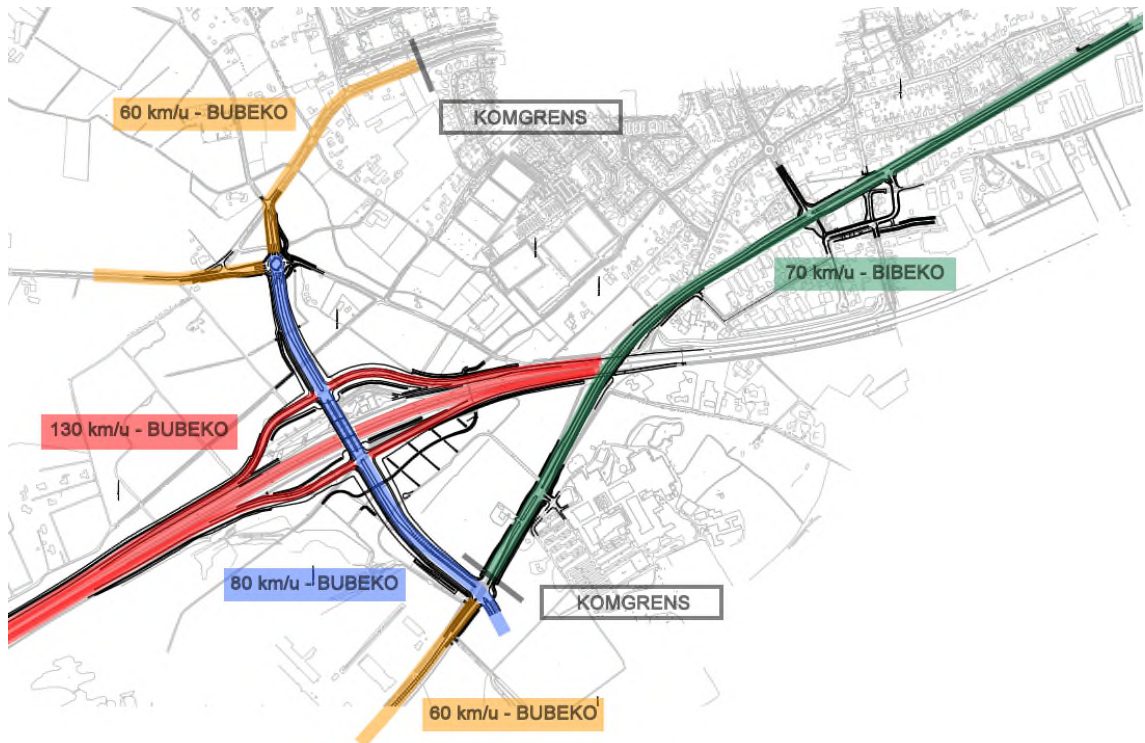 60 km/u - BUBEKO
KOMGRENS
70 km/u - BIBEKO
130 km/u - BUBEKO
80 km/u - BUBEKO
KOMGRENS
60 km/u - BUBEKO